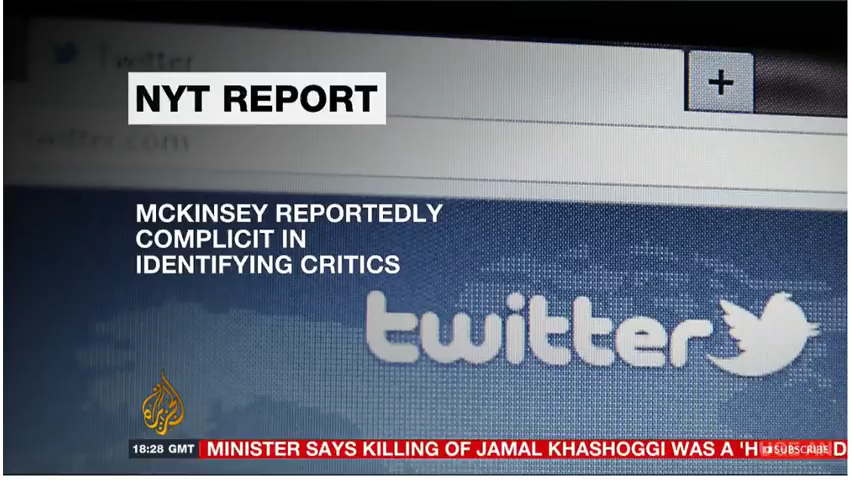 Twitter
NYT REPORT
twitter.com
MCKINSEY REPORTEDLY
COMPLICIT IN
IDENTIFYING CRITICS
twitter
18:28 GMT
MINISTER SAYS KILLING OF JAMAL KHASHOGGI WAS A 'H
SUBSCRIBE